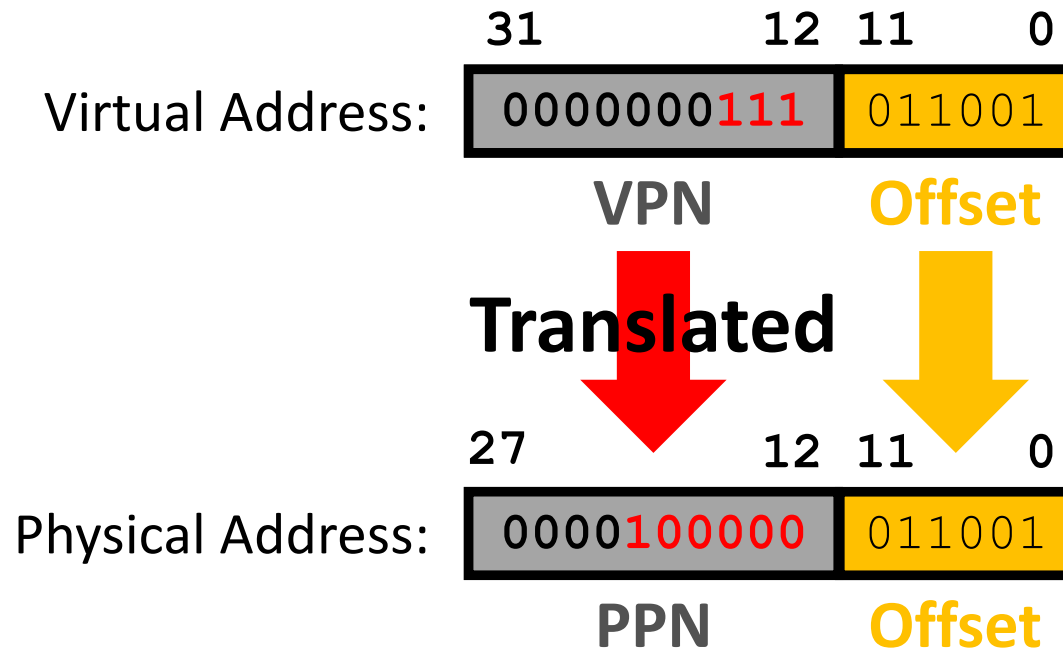 31 12 11 0
Virtual Address: 0000000111 011001
VPN Offset
Translated
27 12 11 0
Physical Address: 0000100000 011001
PPN Offset